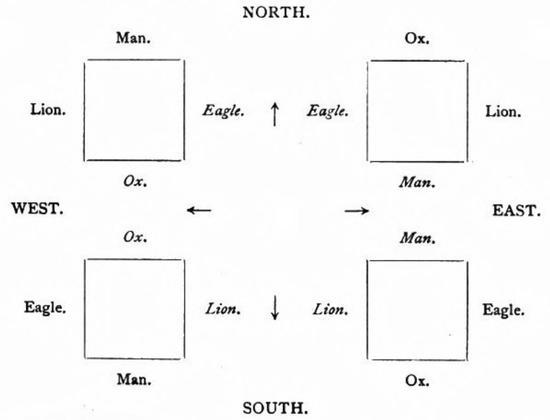 NORTH.
Man. Ox.
Lion. Eagle. Eagle. Lion.
Ox. Man.
WEST. EAST.
Ox. Man.
Eagle. Lion. Lion. Eagle.
Man. Ox.
SOUTH.